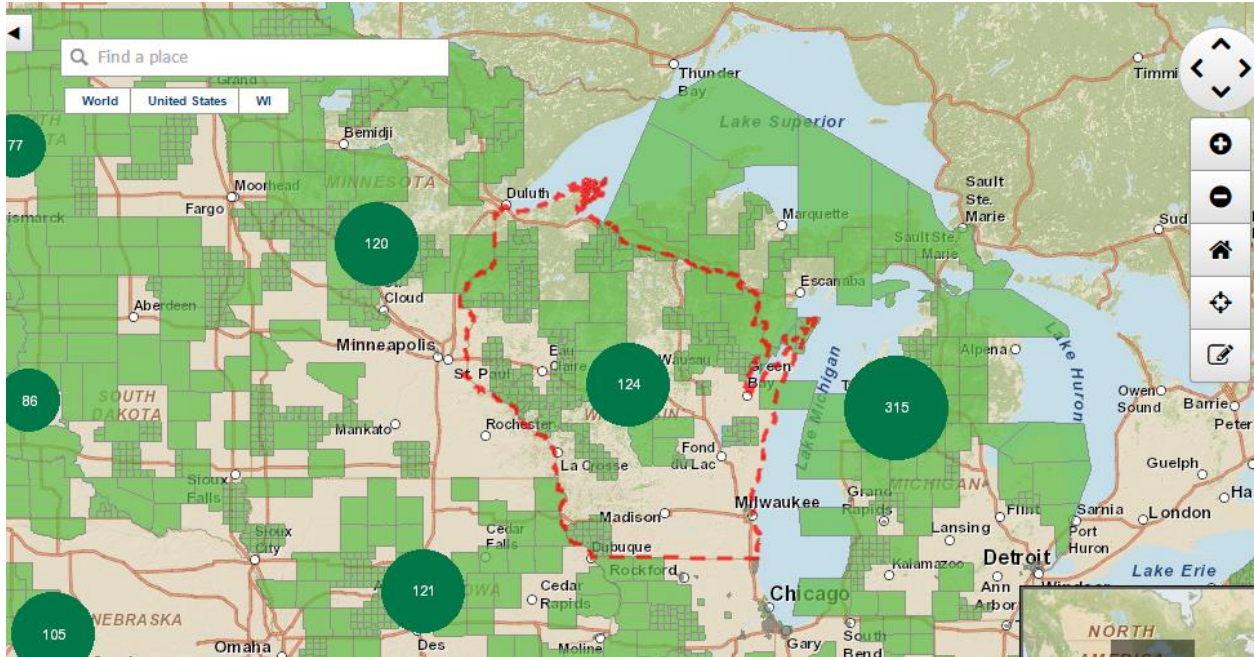 Find a place
World
United States
WI
Grand
Thunder
Bay
Timmi
Lake Superior
77
Bemidji
MINNESOTA
Moorhead
Fargo
ismarck
Duluth
Sault
Ste.
Marie
Marquette
Sud
Sault Ste.
Marie
120
Cloud
Escanaba
Aberdeen
Minneapolis
St. Paul
Eau
Claire
Wausau
Green
Bay
Lake Michigan
Alpena
Lake Huron
124
315
86
SOUTH
DAKOTA
Owen
Sound
Barrie
Peter
Mankato
Rochester
La Crosse
Fond
du Lac
Guelph
Ha
Sioux
Falls
Grand
Rapids
MICHIGAN
Flint
Sarnia
London
Milwaukee
Madison
Lansing
Port
Huron
Sioux
City
Cedar
Falls
Dubuque
Rockford
Kalamazoo
Detroit
Ann
Arbor
Windsor
Lake Erie
121
Cedar
Rapids
Chicago
105
NEBRASKA
Omaha
Des
Moline
Gary
South
Bend
NORTH
AMERICA